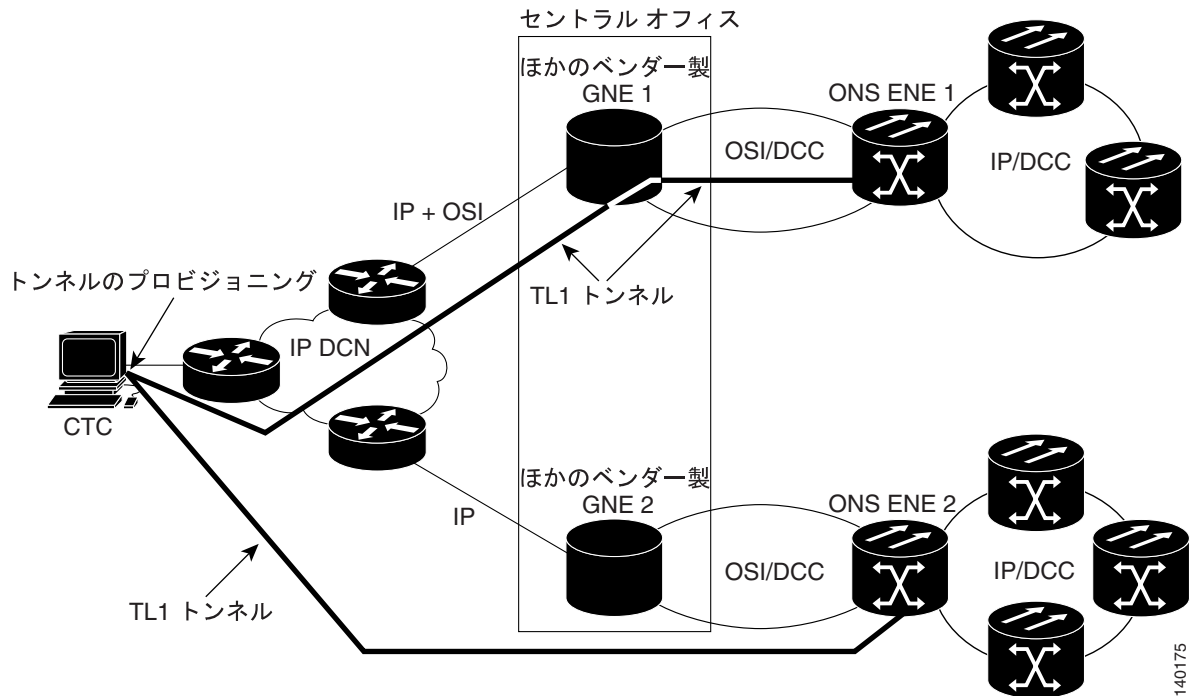 セントラル オフィス
ほかのベンダー製
GNE 1
ONS ENE 1
OSI/DCC
IP/DCC
IP + OSI
トンネルのプロビジョニング
TL1 トンネル
IP DCN
CTC
ほかのベンダー製
GNE 2
ONS ENE 2
IP
OSI/DCC
IP/DCC
TL1 トンネル
140175